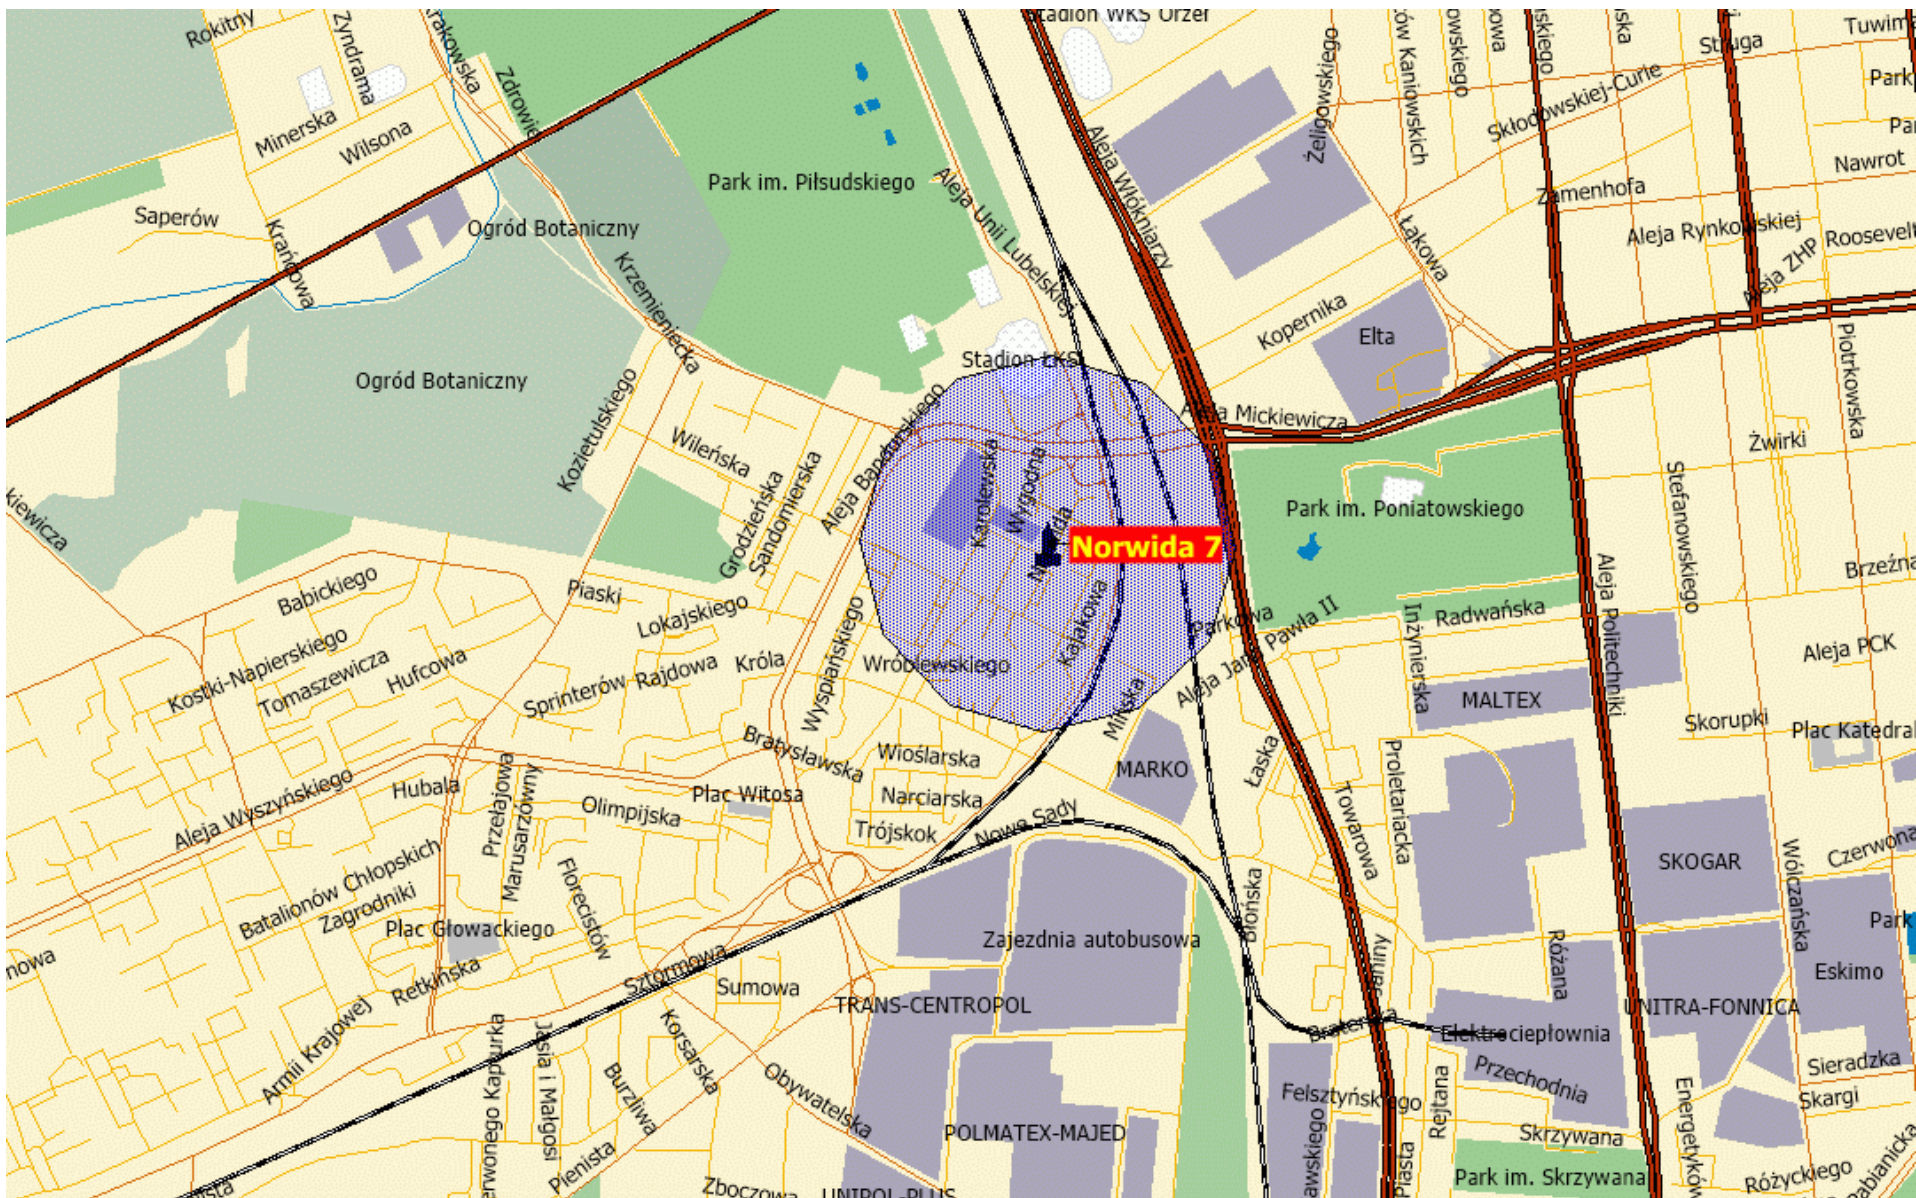 Rokitny
Zyndrama
Krakowska
Zdrowie
Stadion WKS Orzeł
Żeligowskiego
Struga
Park
Minerska
Wilsona
Skłodowskiej-Curie
Aleja Włókniarzy
Nawrot
Park im. Piłsudskiego
Aleja Unii Lubelskiej
Zamenhofa
Saperów
Krańcowa
Ogród Botaniczny
Krzemieniecka
Łąkowa
Aleja Rynkowskiej
Aleja ZHP
Kopernika
Elta
Piotrkowska
Stadion ŁKS
Ogród Botaniczny
Kozietulskiego
Aleja Bandurskiego
Aleja Mickiewicza
Wileńska
Żwirki
Karolewska
Wygodna
Stefanowskiego
Grodzieńska
Sandomierska
Park im. Poniatowskiego
Norwida 7
Aleja Politechniki
Babickiego
Piaski
Lokajskiego
Kajakowa
Parkowa
Aleja Jana Pawła II
Inżynierska
Radwańska
Kostki-Napierskiego
Tomaszewicza
Hufcowa
Sprinterów
Rajdowa
Króla
Wyspiańskiego
Wróblewskiego
Mińska
Aleja PCK
MALTEX
Skorupki
Bratysławska
Wioślarska
MARKO
Łaska
Proletariacka
Aleja Wyszyńskiego
Hubala
Przełajowa
Marusarzówny
Olimpijska
Plac Witosa
Narciarska
Trójskok
Nowe Sady
Towarowa
SKOGAR
Wólczańska
Czerwona
Batalionów Chłopskich
Zagrodniki
Florecistów
Plac Głowackiego
Błońska
Zajezdnia autobusowa
Park
Retkińska
Sztormowa
Sumowa
Sanniy
Różana
Eskimo
TRANS-CENTROPOL
UNITRA-FONNICA
Armii Krajowej
Jasia i Małgosi
Burzliwa
Korsarska
Obywatelska
Braterska
Elektrociepłownia
Przechodnia
Sieradzka
Skargi
Felsztyńskiego
Rejtana
Energetyków
POLMATEX-MAJED
Skrzywana
Pienista
Zboczowa
Piesta
Park im. Skrzywana
Różyckiego